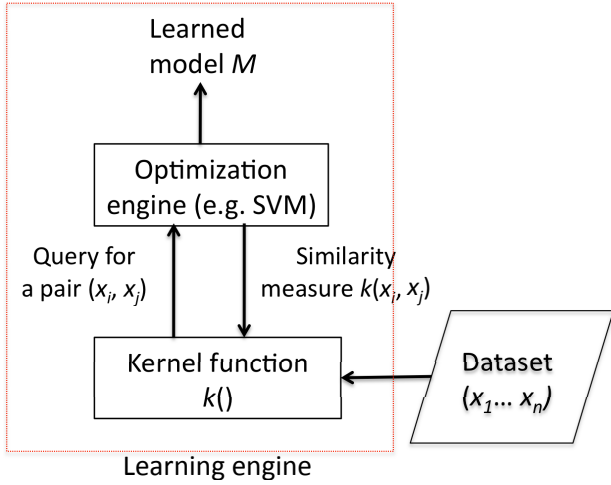 Learned
model M
Optimization
engine (e.g. SVM)
Query for
a pair (xᵢ, xⱼ)
Similarity
measure k(xᵢ, xⱼ)
Kernel function
k()
Dataset
(x₁... xₙ)
Learning engine